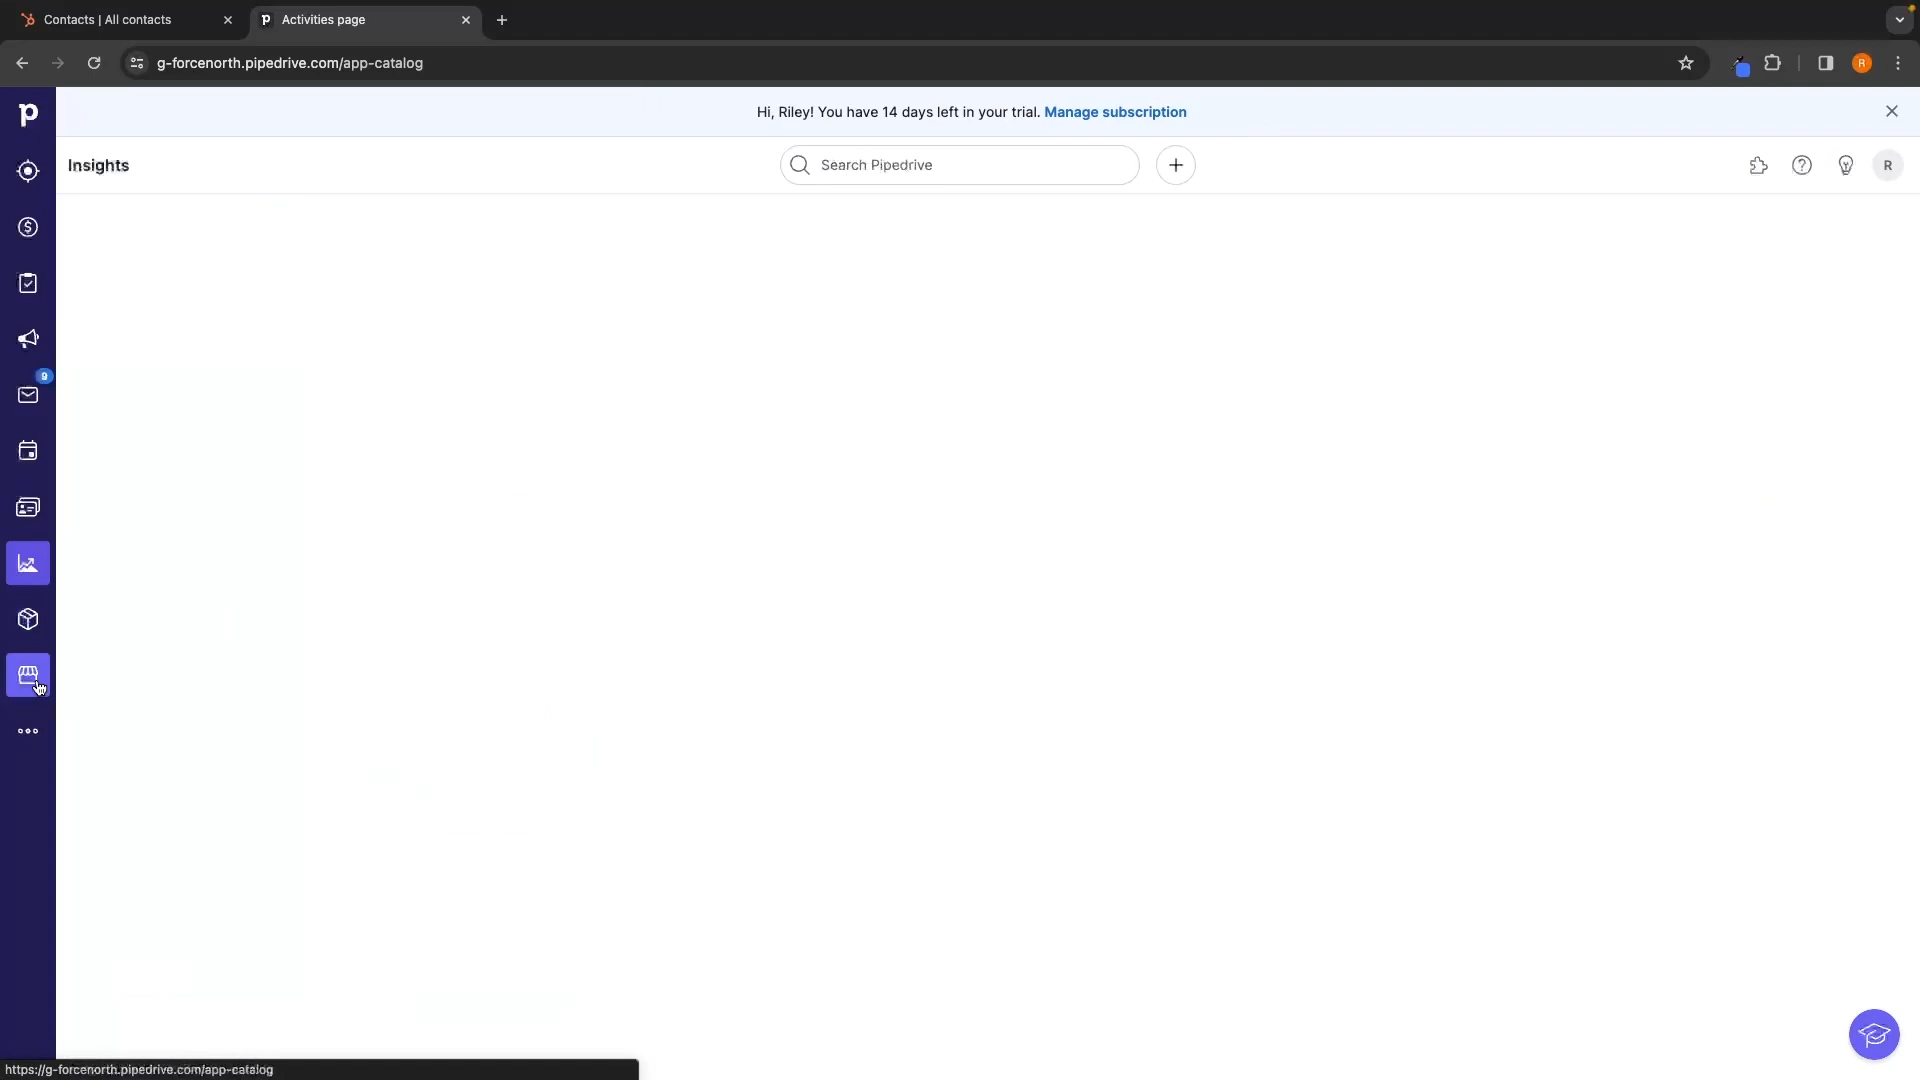 Contacts | All contacts
Activities page
g-forcenorth.pipedrive.com/app-catalog
R
Hi, Riley! You have 14 days left in your trial. Manage subscription
p
Insights
Search Pipedrive
R
9
https://g-forcenorth.pipedrive.com/app-catalog